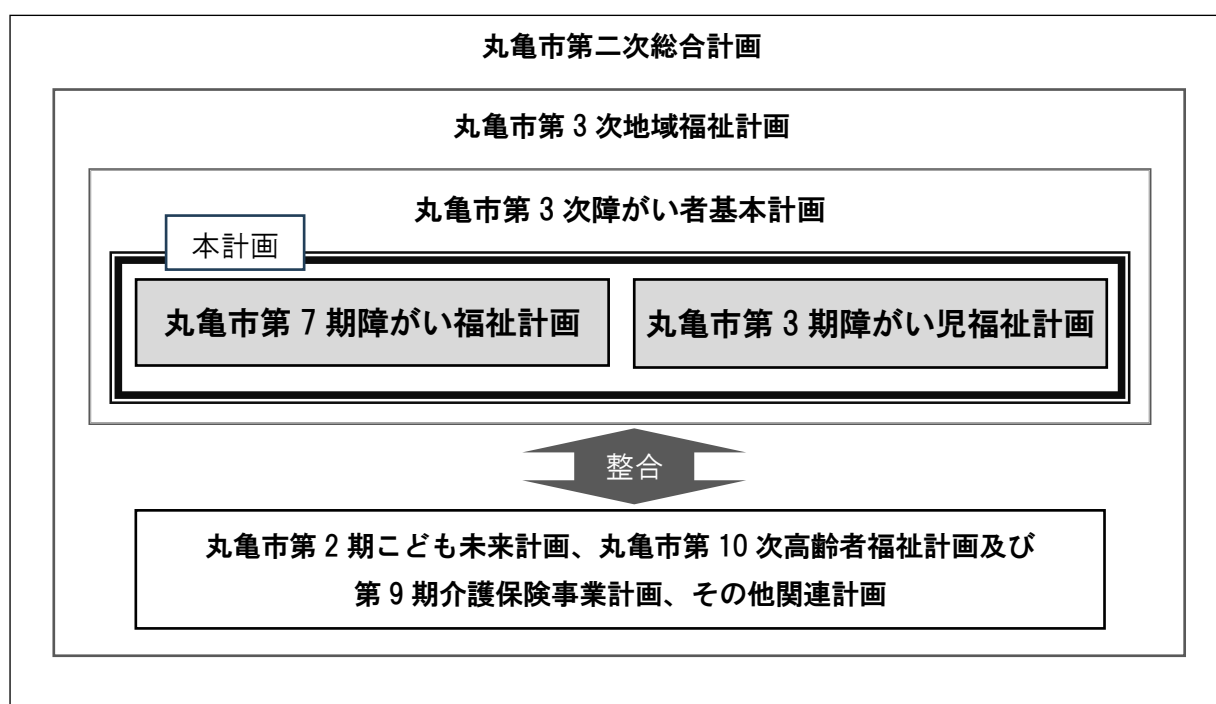 丸亀市第二次総合計画
丸亀市第3次地域福祉計画
丸亀市第3次障がい者基本計画
本計画
丸亀市第7期障がい福祉計画
丸亀市第3期障がい児福祉計画
整合
丸亀市第2期こども未来計画、丸亀市第10次高齢者福祉計画及び
第9期介護保険事業計画、その他関連計画